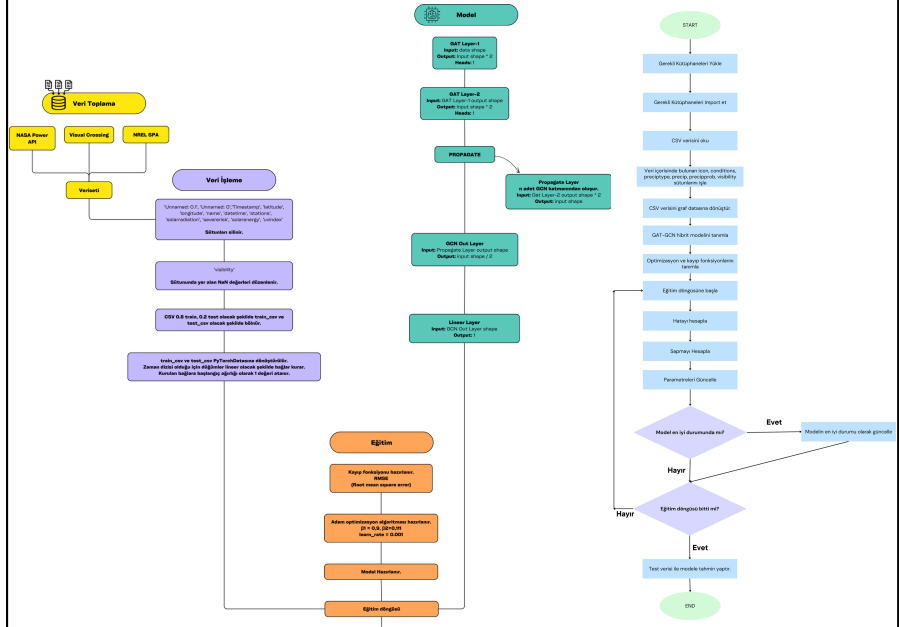 Veri Toplama
NASA Power
API
Visual Crossing
NREL SPA
Veriseti
Veri İşleme
'Unnamed: 0.1', 'Unnamed: 0','Timestamp', 'latitude',
'longitude', 'name', 'datetime', 'stations',
'solarradiation', 'severerisk', 'solarenergy', 'uvindex'
Sütunları silinir.
'visibility'
Sütununda yer alan NaN değerleri düzenlenir.
CSV 0.8 train, 0.2 test olacak şekilde train_csv ve
test_csv olacak şekilde bölnür.
train_csv ve test_csv PyTorchDatasına dönüştürülür.
Zaman dizisi olduğu için düğümler lineer olacak şekilde bağlar kurar.
Kurulan bağlara başlangıç ağırlığı olarak 1 değeri atanır.
Model
GAT Layer-1
Input: data shape
Output: Input shape * 2
Heads: 1
GAT Layer-2
Input: GAT Layer-1 output shape
Output: Input shape * 2
Heads: 1
PROPAGATE
Propagate Layer
n adet GCN katmanından oluşur.
Input: Gat Layer-2 output shape * 2
Output: input shape
GCN Out Layer
Input: Propagate Layer output shape
Output: input shape / 2
Lineer Layer
Input: GCN Out Layer shape
Output: 1
Eğitim
Kayıp fonksiyonu hazırlanır.
RMSE
(Root mean square error)
Adam optimizasyon algoritması hazırlanır.
learn_rate = 0.001
Model Hazırlanır.
Eğitim döngüsü
START
Gerekli Kütüphaneleri Yükle
Gerekli Kütüphaneleri Import et
CSV verisini oku
Veri içerisinde bulunan icon, conditions,
preciptype, precip, precipprob, visibility
sütunlarını işle
CSV verisini graf datasına dönüştür.
GAT-GCN hibrit modelini tanımla
Optimizasyon ve kayıp fonksiyonlarını
tanımla
Eğitim döngüsüne başla
Hatayı hesapla
Sapmayı Hesapla
Parametreleri Güncelle
Model en iyi durumunda mı?
Evet
Modelin en iyi durumu olarak güncelle
Hayır
Eğitim döngüsü bitti mi?
Hayır
Evet
Test verisi ile modele tahmin yaptır.
END